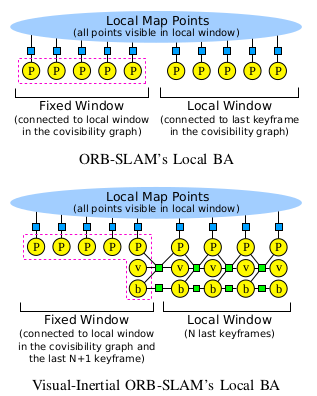 Local Map Points
(all points visible in local window)
P P P P P P P P P P
Fixed Window Local Window
(connected to local window (connected to last keyframe
in the covisibility graph) in the covisibility graph)
ORB-SLAM's Local BA
Local Map Points
(all points visible in local window)
P P P P P P P P P
v v v v v
b b b b b
Fixed Window Local Window
(connected to local window (N last keyframes)
in the covisibility graph and
the last N+1 keyframe)
Visual-Inertial ORB-SLAM's Local BA